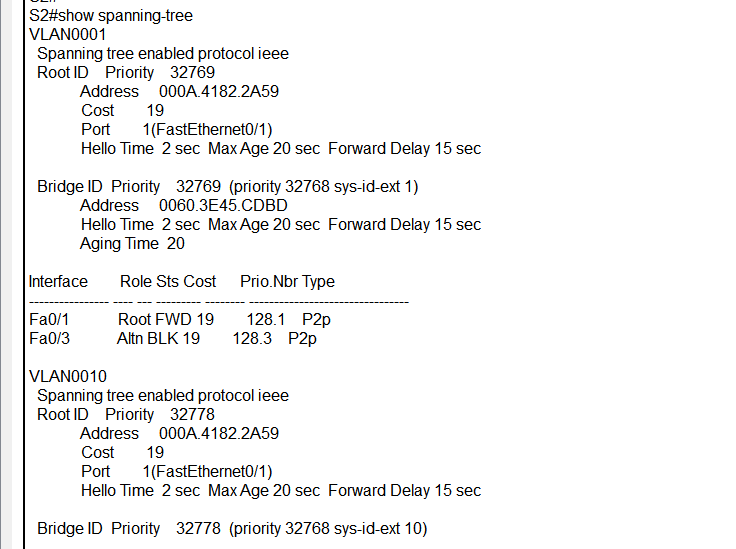 S2#show spanning-tree
VLAN0001
Spanning tree enabled protocol ieee
Root ID Priority 32769
Address 000A.4182.2A59
Cost 19
Port 1(FastEthernet0/1)
Hello Time 2 sec Max Age 20 sec Forward Delay 15 sec
Bridge ID Priority 32769 (priority 32768 sys-id-ext 1)
Address 0060.3E45.CDBD
Hello Time 2 sec Max Age 20 sec Forward Delay 15 sec
Aging Time 20
Interface Role Sts Cost Prio.Nbr Type
---------------- ---- --- --------- -------- --------------------------------
Fa0/1 Root FWD 19 128.1 P2p
Fa0/3 Altn BLK 19 128.3 P2p
VLAN0010
Spanning tree enabled protocol ieee
Root ID Priority 32778
Address 000A.4182.2A59
Cost 19
Port 1(FastEthernet0/1)
Hello Time 2 sec Max Age 20 sec Forward Delay 15 sec
Bridge ID Priority 32778 (priority 32768 sys-id-ext 10)